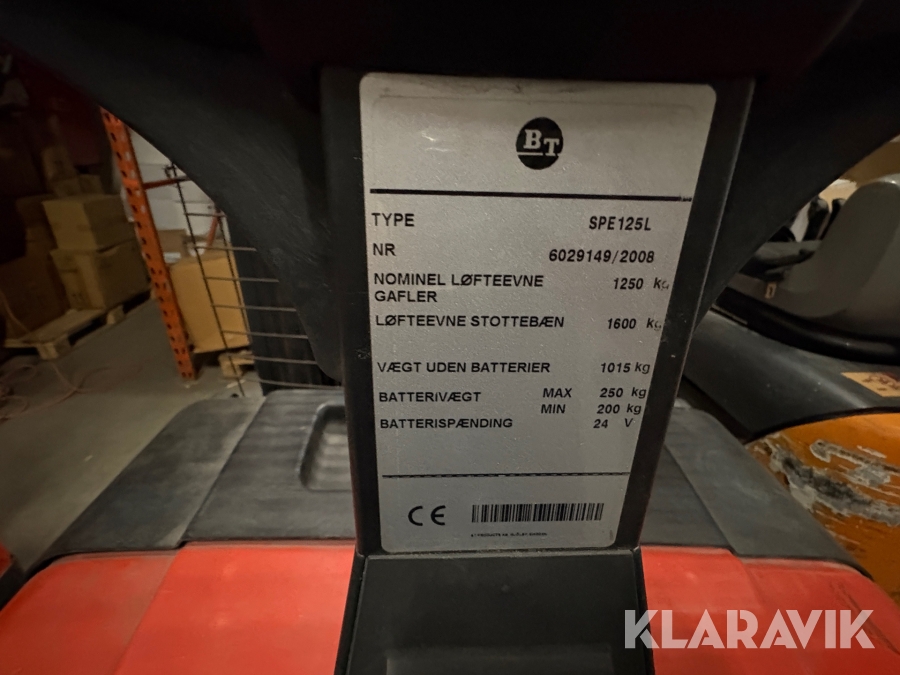 BT
TYPE SPE125L
NR 6029149/2008
NOMINEL LØFTEEVNE GAFLER 1250 kg
LØFTEEVNE STOTTEBÆN 1600 kg
VÆGT UDEN BATTERIER 1015 kg
BATTERIVÆGT MAX 250 kg
MIN 200 kg
BATTERISPÆNDING 24 V
CE
KLARAVIK